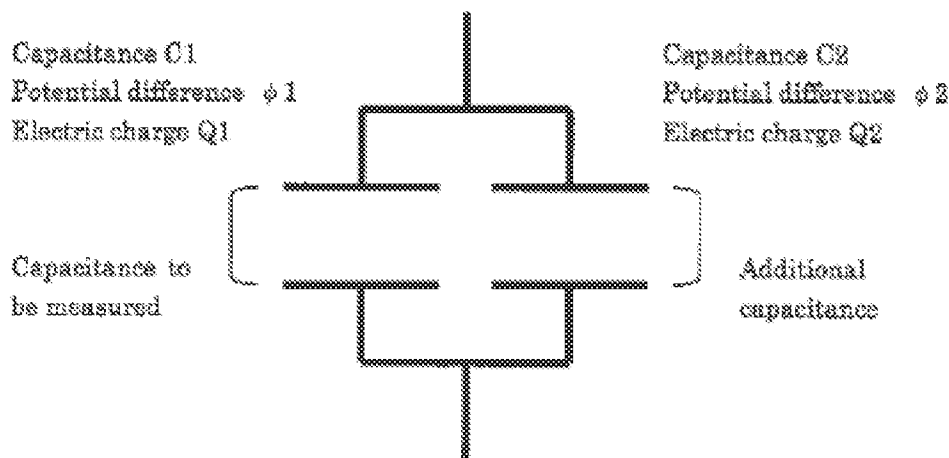 Capacitance C1
Potential difference φ1
Electric charge Q1
Capacitance C2
Potential difference φ2
Electric charge Q2
Capacitance to
be measured
Additional
capacitance